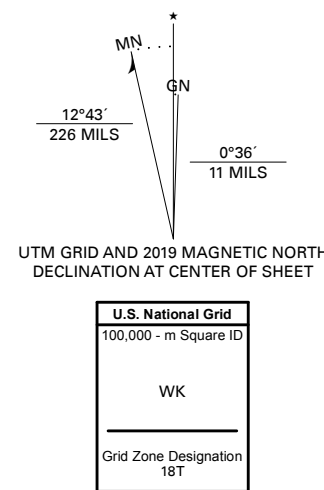 ★
MN
GN
12°43´
226 MILS
0°36´
11 MILS
UTM GRID AND 2019 MAGNETIC NORTH
DECLINATION AT CENTER OF SHEET
U.S. National Grid
100,000 - m Square ID
WK
Grid Zone Designation
18T